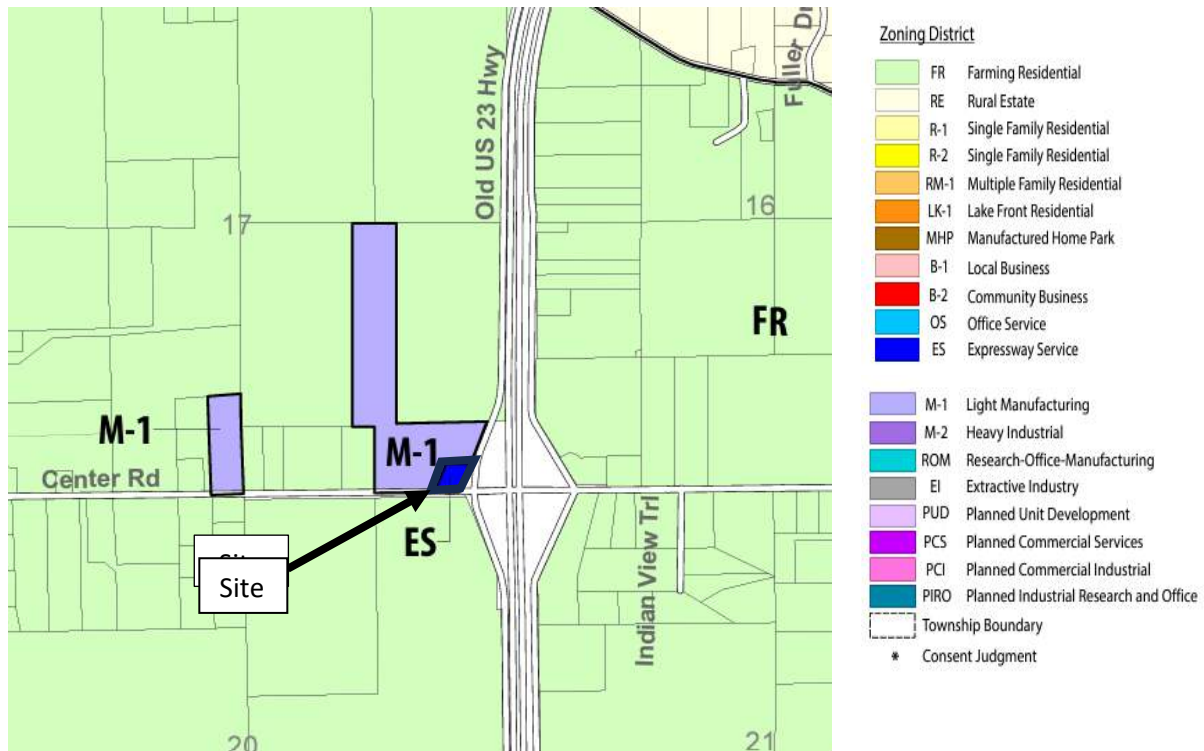 Old US 23 Hwy
Fuller Dr
17
16
FR
M-1
M-1
Center Rd
ES
Site
Indian View Trl
20
21
Zoning District
FR Farming Residential
RE Rural Estate
R-1 Single Family Residential
R-2 Single Family Residential
RM-1 Multiple Family Residential
LK-1 Lake Front Residential
MHP Manufactured Home Park
B-1 Local Business
B-2 Community Business
OS Office Service
ES Expressway Service
M-1 Light Manufacturing
M-2 Heavy Industrial
ROM Research-Office-Manufacturing
EI Extractive Industry
PUD Planned Unit Development
PCS Planned Commercial Services
PCI Planned Commercial Industrial
PIRO Planned Industrial Research and Office
Township Boundary
* Consent Judgment